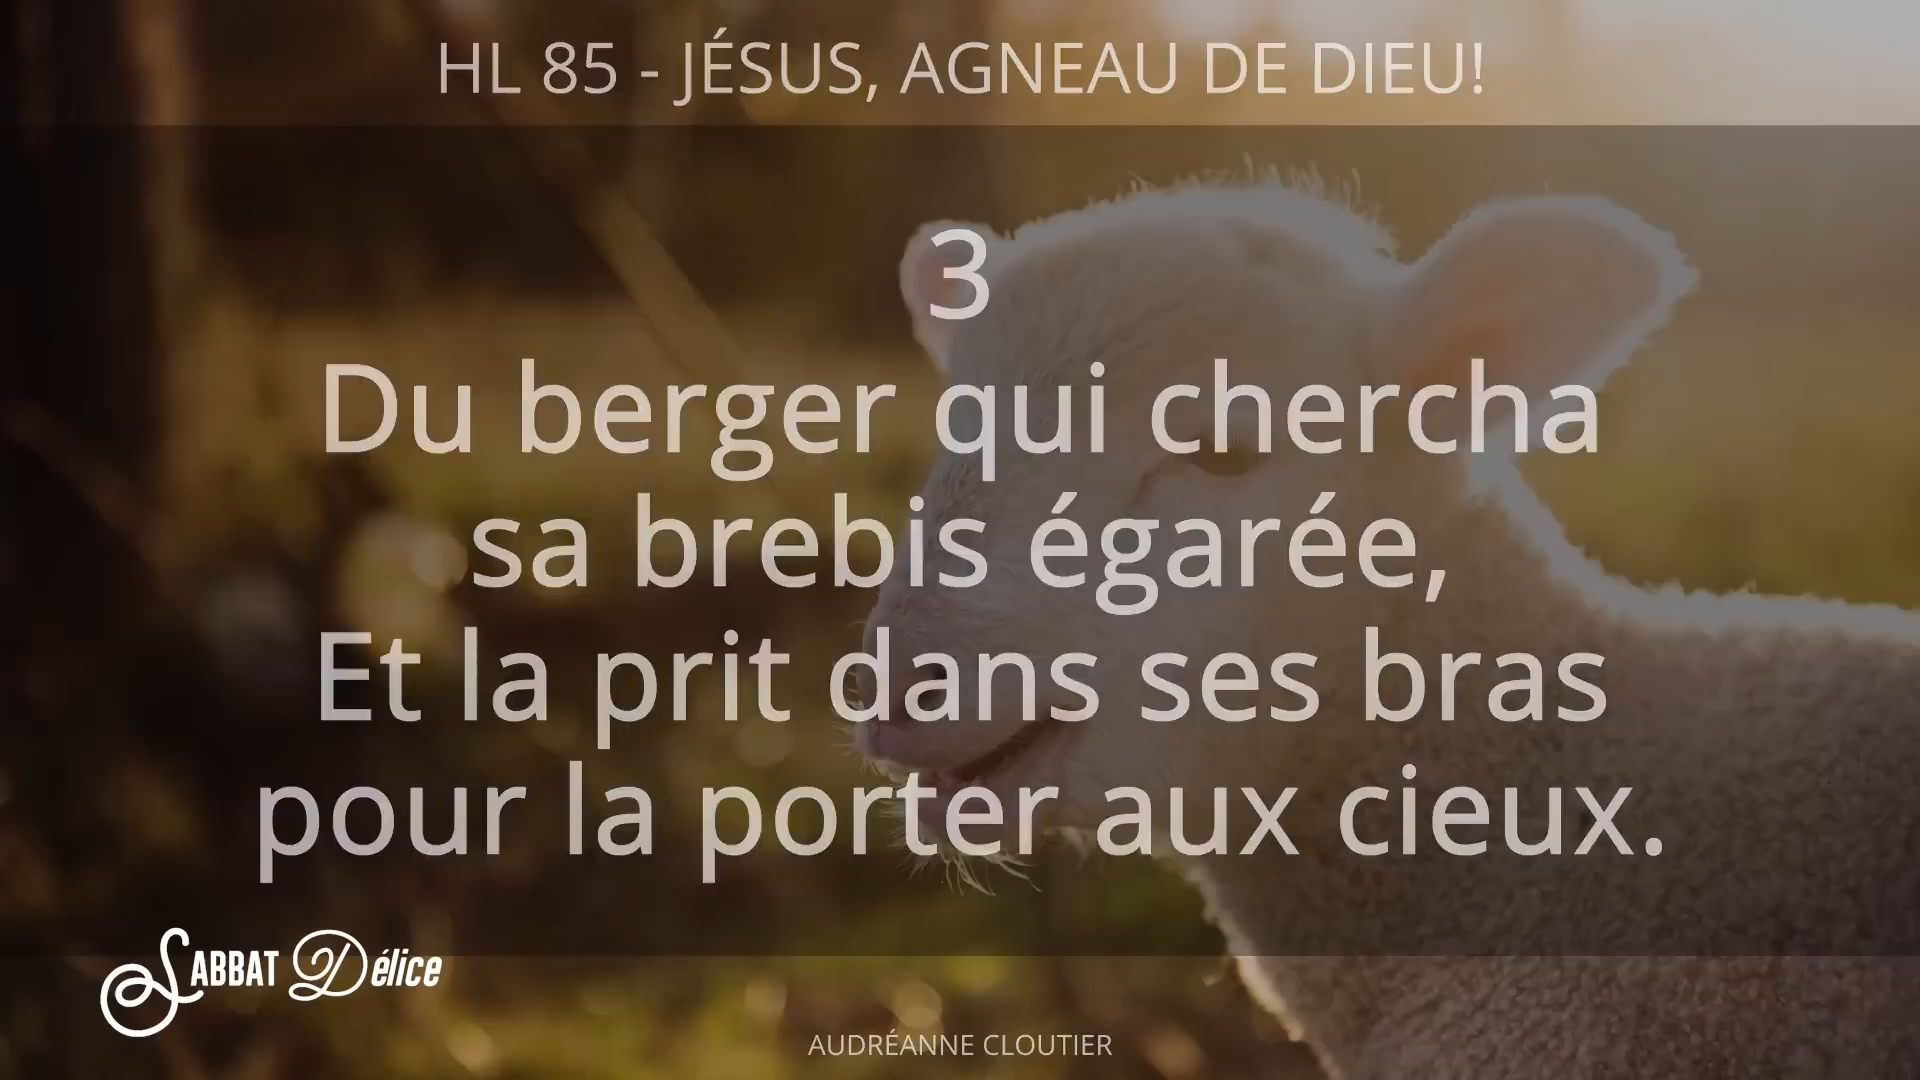 HL 85 - JÉSUS, AGNEAU DE DIEU!
3
Du berger qui chercha
sa brebis égarée,
Et la prit dans ses bras
pour la porter aux cieux.
SABBAT Délice
AUDRÉANNE CLOUTIER